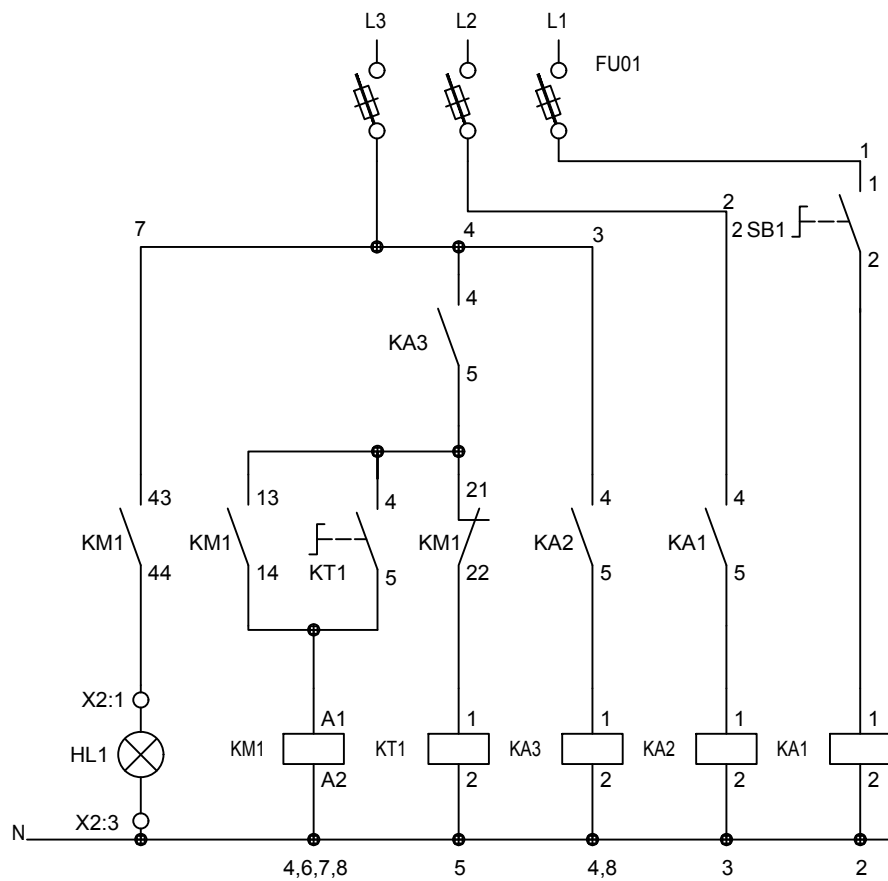 L3 L2 L1
FU01
1
1
2
2 SB1
7 4 3
2
4
KA3
5
43 13 4 21 4 4
KM1 KM1 KT1 KM1 KA2 KA1
44 14 5 22 5 5
X2:1
A1 1 1 1 1
HL1 KM1 KT1 KA3 KA2 KA1
A2 2 2 2 2
X2:3
N
4,6,7,8 5 4,8 3 2